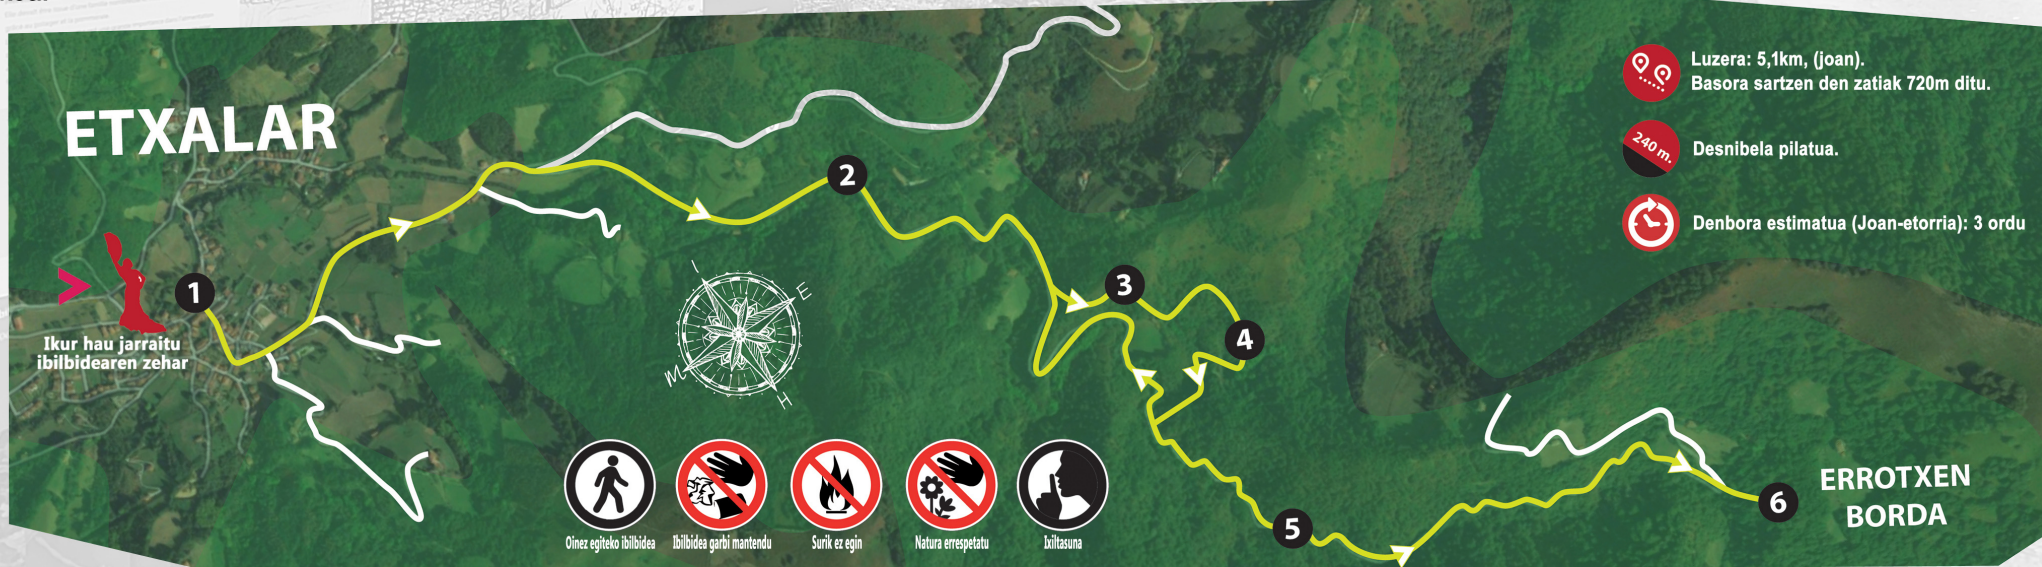 ETXALAR
Ikur hau jarraitu
ibilbidearen zehar
1
2
3
4
5
6
I
E
M
H
Luzera: 5,1km, (joan).
Basora sartzen den zatiak 720m ditu.
240 m.
Desnibela pilatua.
Denbora estimatua (Joan-etorria): 3 ordu
Oinez egiteko ibilbidea
Ibilbidea garbi mantendu
Surik ez egin
Natura errespetatu
Ixiltasuna
ERROTXEN
BORDA